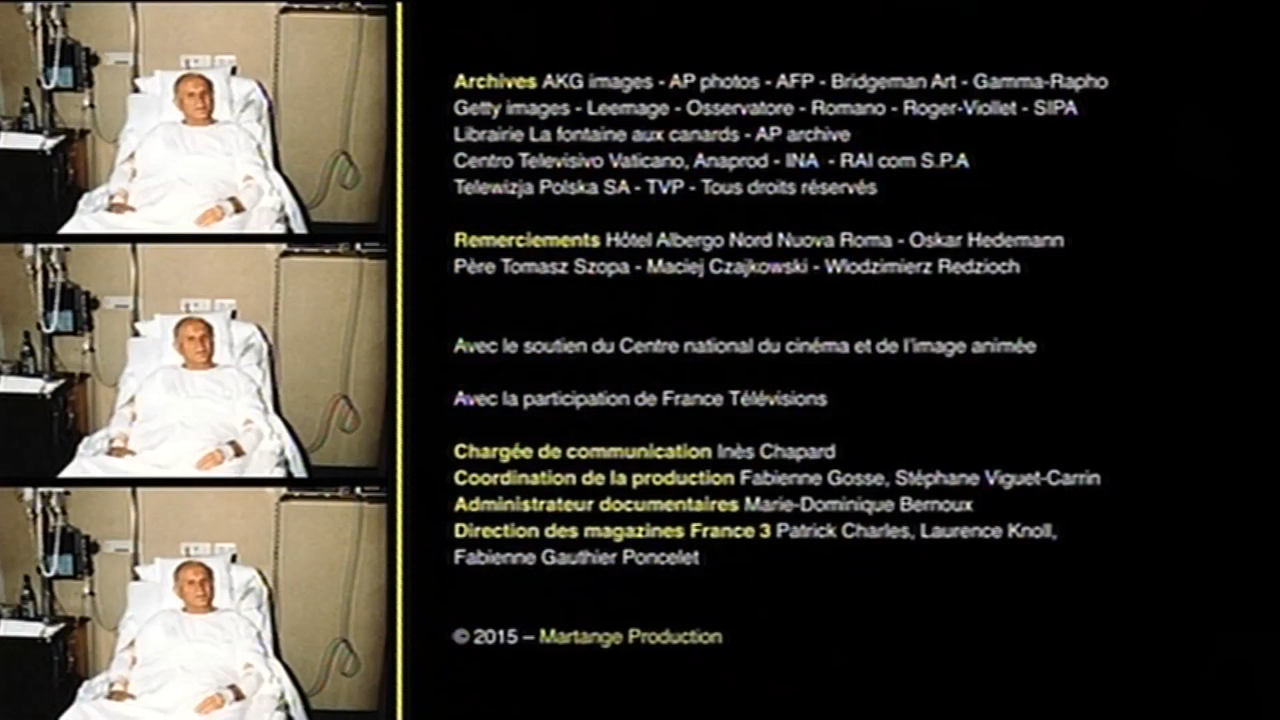 Archives AKG images - AP photos - AFP - Bridgeman Art - Gamma-Rapho
Getty images - Leemage - Osservatore - Romano - Roger-Viollet - SIPA
Librairie La fontaine aux canards - AP archive
Centro Televisivo Vaticano, Anaprod - INA - RAI com S.P.A
Telewizja Polska SA - TVP - Tous droits réservés
Remerciements Hôtel Albergo Nord Nuova Roma - Oskar Hedemann
Père Tomasz Szopa - Maciej Czajkowski - Wlodzimierz Redzioch
Avec le soutien du Centre national du cinéma et de l'image animée
Avec la participation de France Télévisions
Chargée de communication Inès Chapard
Coordination de la production Fabienne Gosse, Stéphane Viguet-Carrin
Administrateur documentaires Marie-Dominique Bernoux
Direction des magazines France 3 Patrick Charles, Laurence Knoll,
Fabienne Gauthier Poncelet
© 2015 – Martange Production